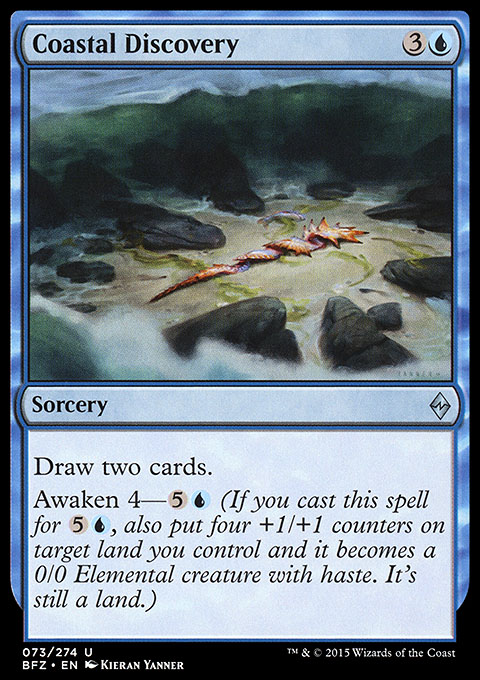 Coastal Discovery 3
TANNER
Sorcery
Draw two cards.
Awaken 4—5 (If you cast this spell
for 5, also put four +1/+1 counters on
target land you control and it becomes a
0/0 Elemental creature with haste. It's
still a land.)
073/274 U
BFZ • EN Kieran Yanner
™ & © 2015 Wizards of the Coast